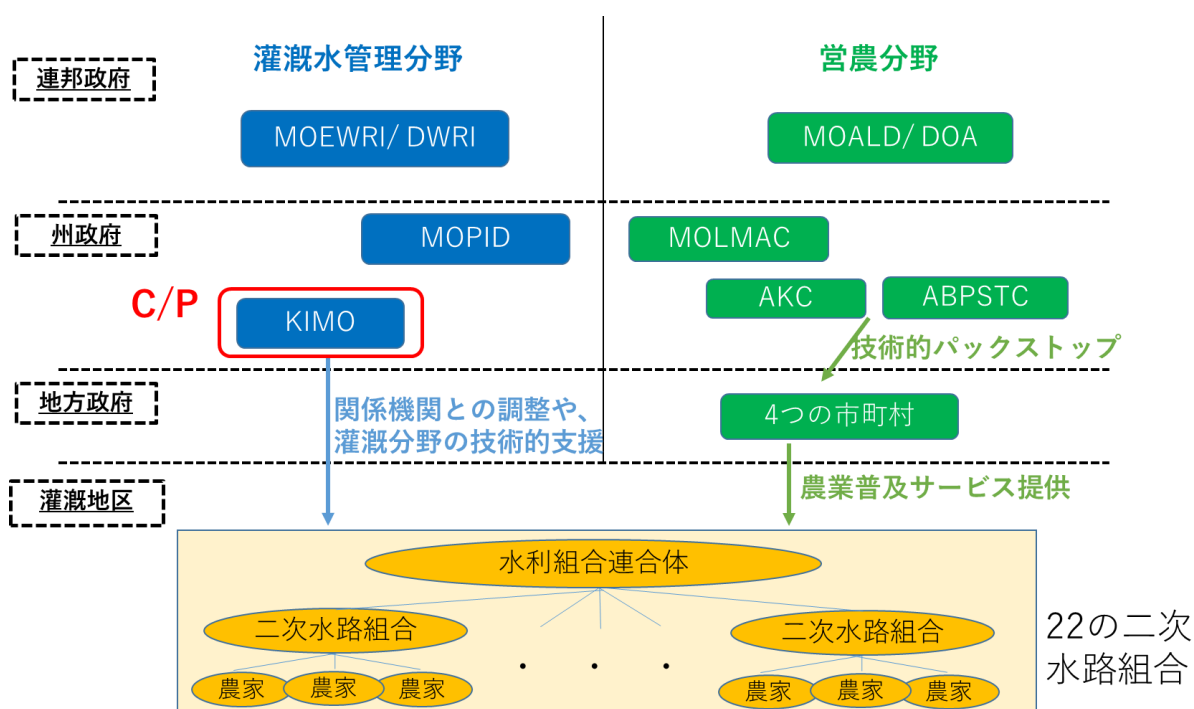 灌漑水管理分野
営農分野
連邦政府
MOEWRI/ DWRI
MOALD/ DOA
州政府
MOPID
MOLMAC
C/P
KIMO
AKC
ABPSTC
技術的パックストップ
地方政府
関係機関との調整や、
灌漑分野の技術的支援
4つの市町村
灌漑地区
農業普及サービス提供
水利組合連合体
二次水路組合
・・・
二次水路組合
22の二次
水路組合
農家
農家
農家
農家
農家
農家